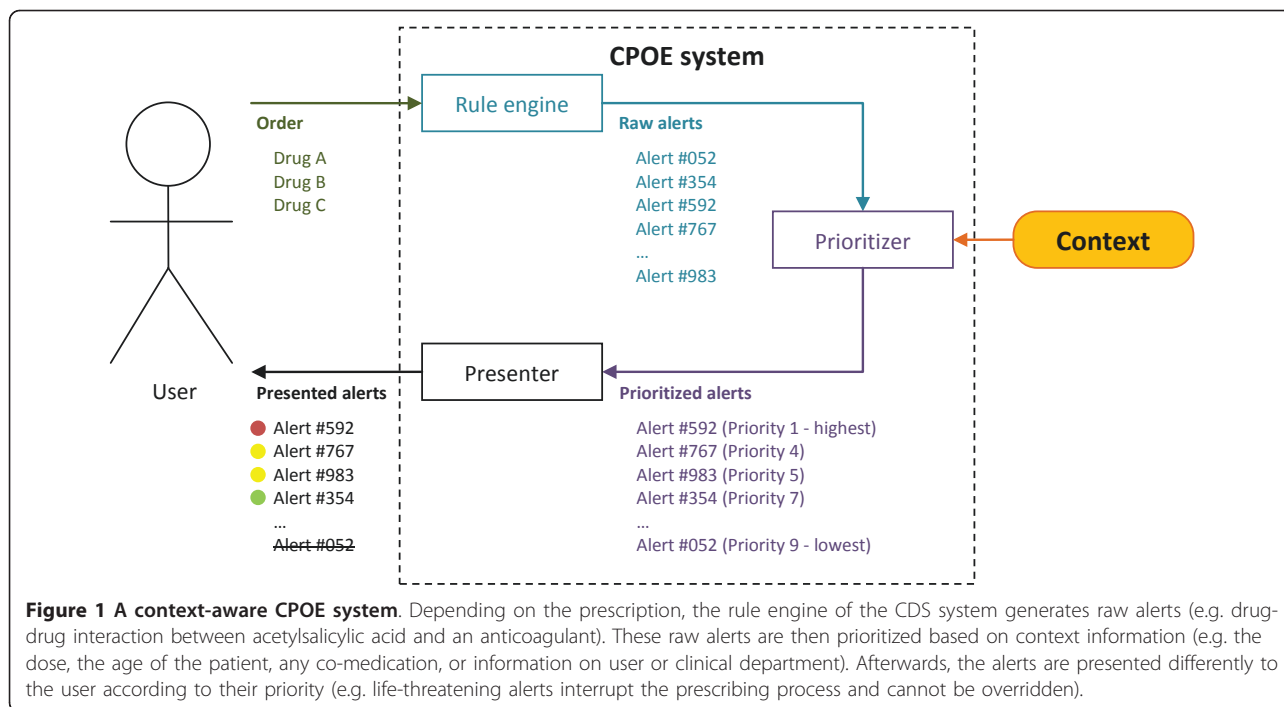 CPOE system
Rule engine
Order
Drug A
Drug B
Drug C
Raw alerts
Alert #052
Alert #354
Alert #592
Alert #767
...
Alert #983
Prioritizer
Context
User
Presenter
Presented alerts
Alert #592
Alert #767
Alert #983
Alert #354
...
Alert #052
Prioritized alerts
Alert #592 (Priority 1 - highest)
Alert #767 (Priority 4)
Alert #983 (Priority 5)
Alert #354 (Priority 7)
...
Alert #052 (Priority 9 - lowest)
Figure 1 A context-aware CPOE system. Depending on the prescription, the rule engine of the CDS system generates raw alerts (e.g. drug-
drug interaction between acetylsalicylic acid and an anticoagulant). These raw alerts are then prioritized based on context information (e.g. the
dose, the age of the patient, any co-medication, or information on user or clinical department). Afterwards, the alerts are presented differently to
the user according to their priority (e.g. life-threatening alerts interrupt the prescribing process and cannot be overridden).